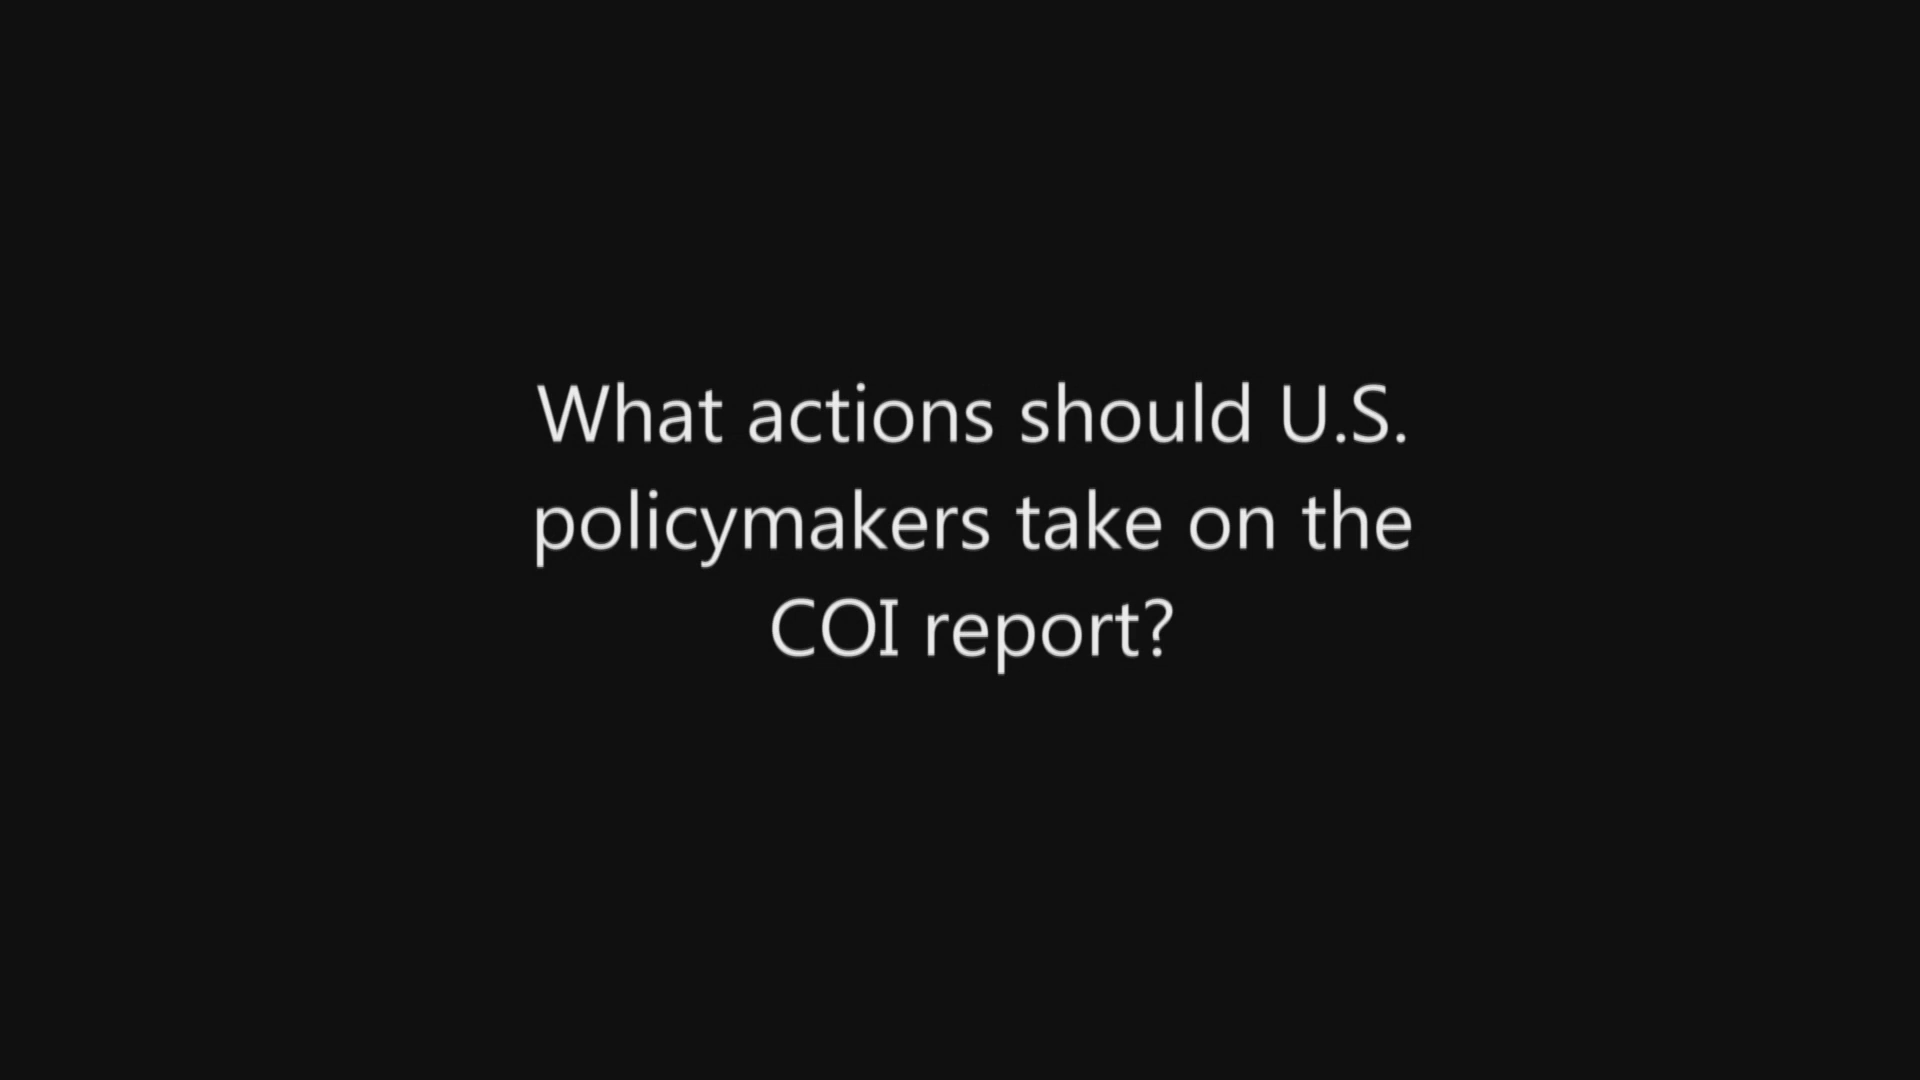 What actions should U.S.
policymakers take on the
COI report?